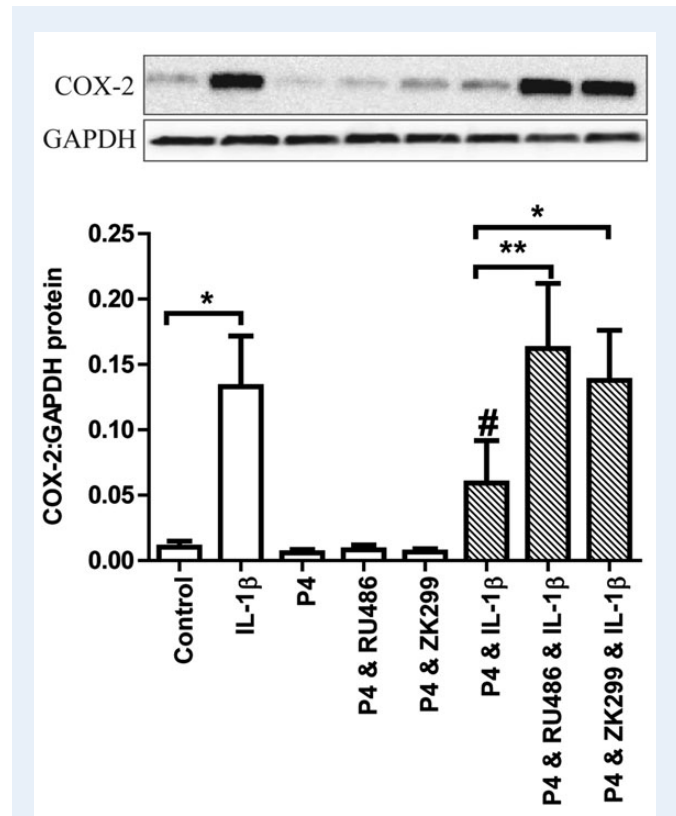 COX-2
GAPDH
COX-2:GAPDH protein
0.25
0.20
0.15
0.10
0.05
0.00
*
#
**
*
Control
IL-1β
P4
P4 & RU486
P4 & ZK299
P4 & IL-1β
P4 & RU486 & IL-1β
P4 & ZK299 & IL-1β